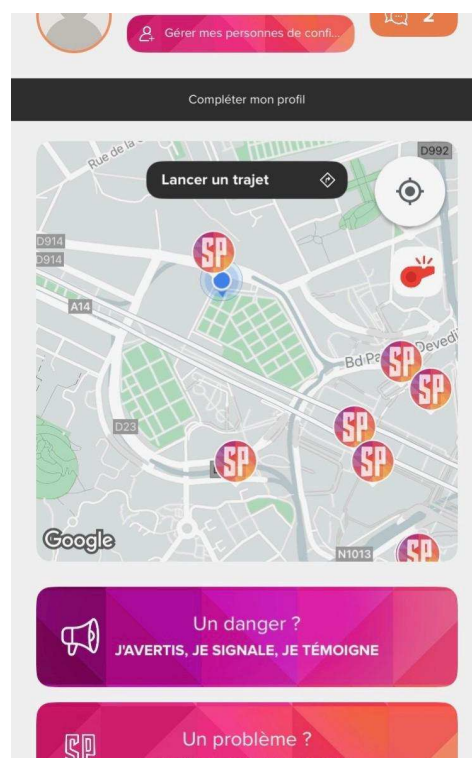 2
Gérer mes personnes de confi...
Compléter mon profil
Rue de la
D992
Lancer un trajet
SP
D914
D914
A14
Bd Pa
Devedj
SP
SP
D23
SP
SP
SP
Google
N1013
SP
Un danger ?
J'AVERTIS, JE SIGNALE, JE TÉMOIGNE
SP
Un problème ?